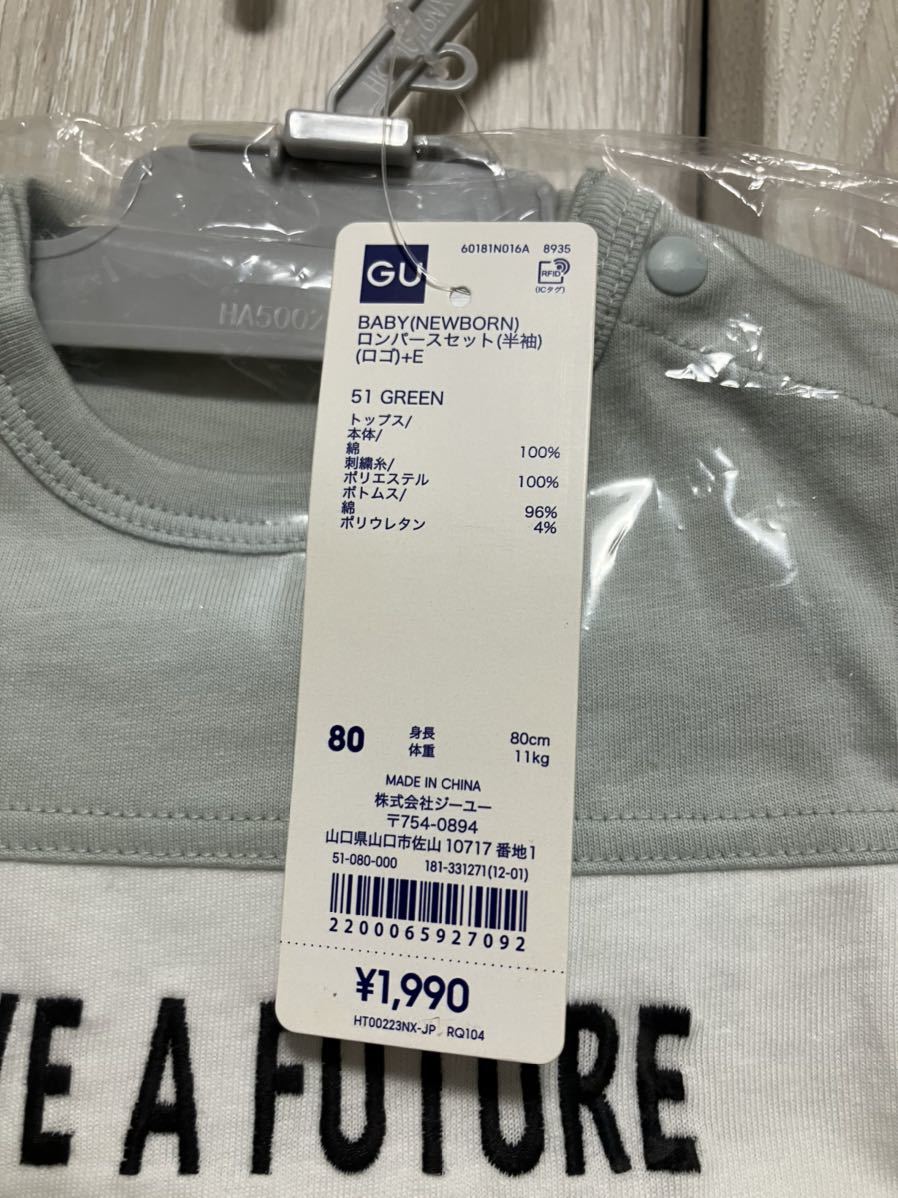 HA500
GU
60181N016A 8935
RFID
(ICタグ)
BABY(NEWBORN)
ロンパースセット(半袖)
(ロゴ)+E
51 GREEN
トップス/
本体/
綿 100%
刺繍糸/
ポリエステル 100%
ボトムス/
綿 96%
ポリウレタン 4%
80 身長 80cm
体重 11kg
MADE IN CHINA
株式会社ジーユー
〒754-0894
山口県山口市佐山 10717 番地1
51-080-000 181-331271(12-01)
2200065927092
¥1,990
HT00223NX-JP RQ104
VE A FUTURE